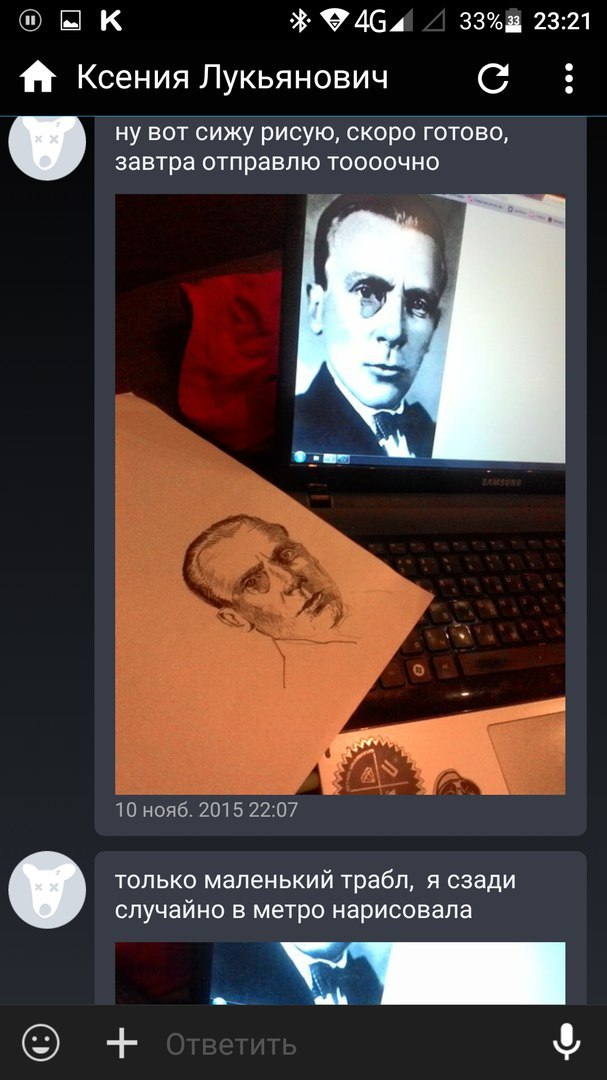 4G
33%
33
23:21
Ксения Лукьянович
ну вот сижу рисую, скоро готово,
завтра отправлю тоооочно
SAMSUNG
10 нояб. 2015 22:07
только маленький трабл,  я сзади
случайно в метро нарисовала
Ответить